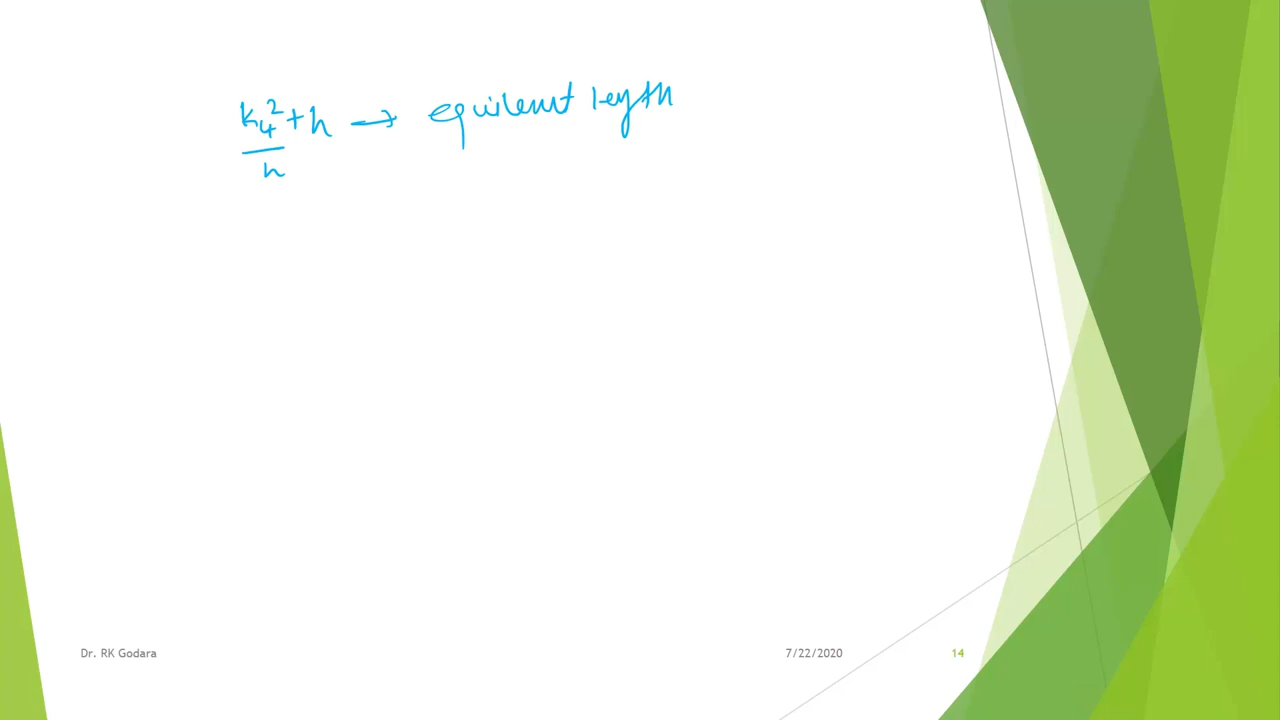 k₄² + h → equilent length
h
Dr. RK Godara 7/22/2020 14